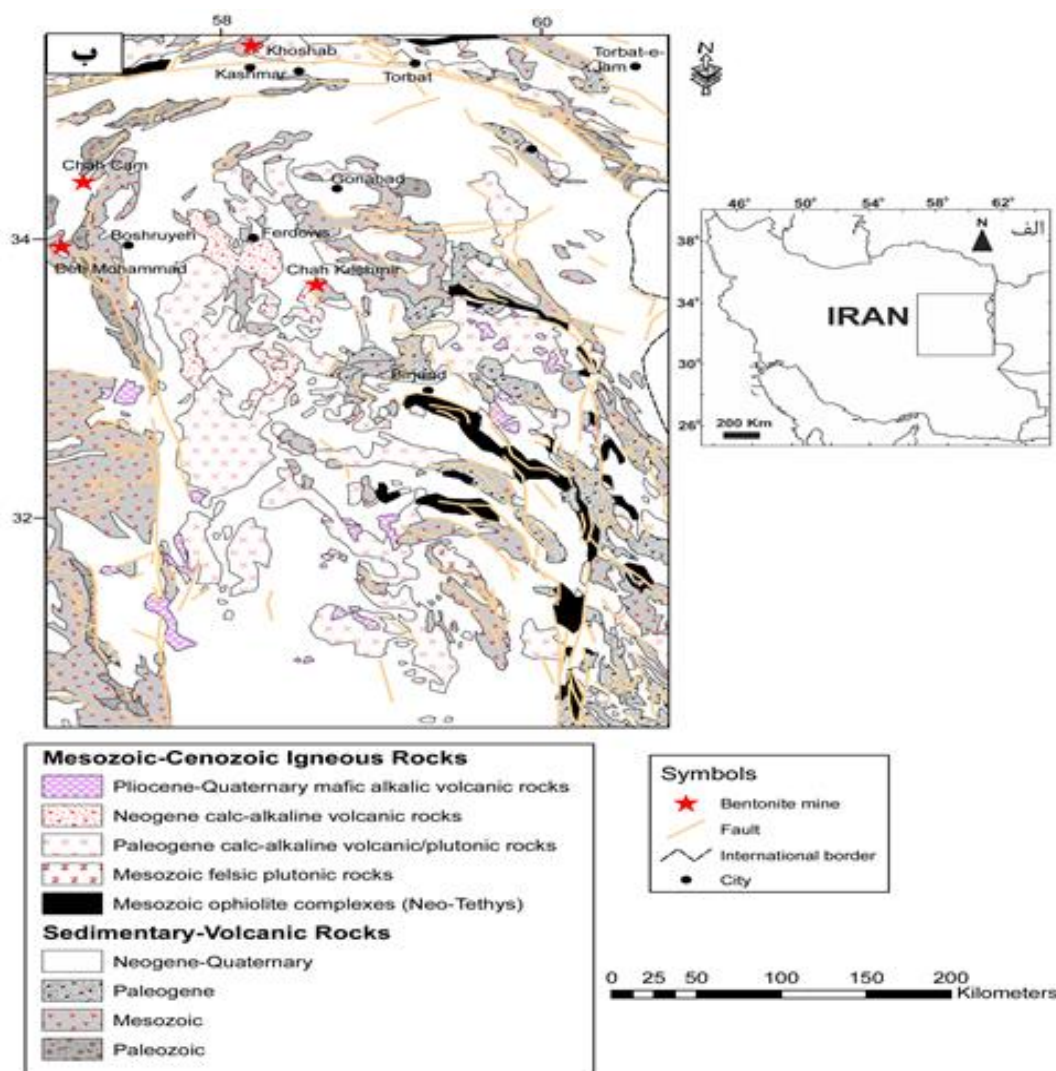 58 60
ب
Khoshab
Kashmar
Torbat
Torbat-e-
Jam
N
Chah Cam
Gonabad
34
Boshruyeh
Ferdows
Deh Mohammad
Chah Keshmir
Birjand
32
46° 50° 54° 58° 62°
الف
N
38°
34°
IRAN
30°
26°
200 Km
Mesozoic-Cenozoic Igneous Rocks
Pliocene-Quaternary mafic alkalic volcanic rocks
Neogene calc-alkaline volcanic rocks
Paleogene calc-alkaline volcanic/plutonic rocks
Mesozoic felsic plutonic rocks
Mesozoic ophiolite complexes (Neo-Tethys)
Sedimentary-Volcanic Rocks
Neogene-Quaternary
Paleogene
Mesozoic
Paleozoic
Symbols
Bentonite mine
Fault
International border
City
0 25 50 100 150 200
Kilometers